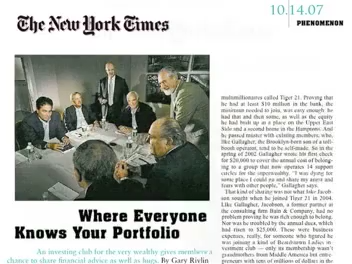 The New York Times
10.14.07
PHENOMENON
Where Everyone
Knows Your Portfolio
An investing club for the very wealthy gives members a
chance to share financial advice as well as hugs. By Gary Rivlin
multimillionaires called Tiger 21. Proving that
he had at least $10 million in the bank, the
minimum needed to join, was easy enough: he
had that and then some, as well as the equity
he had built up in a place on the Upper East
Side and a second home in the Hamptons. And
he passed muster with existing members, who,
like Gallagher, the Brooklyn-born son of a toll-
booth operator, tend to be self-made. So in the
spring of 2002 Gallagher wrote his first check
for $20,000 to cover the annual cost of belong-
ing to a group that now operates 14 support
circles for the superwealthy. "I was dying for
some place I could go and share my worry and
fears with other people," Gallagher says.
That kind of sharing was not what Jake Jacob-
son sought when he joined Tiger 21 in 2004.
Like Gallagher, Jacobson, a former partner at
the consulting firm Bain & Company, had no
problem proving he was rich enough to belong.
Nor was he troubled by the annual dues, which
had risen to $25,000. These were business
expenses, really, for someone who figured he
was joining a kind of Beardstown Ladies in-
vestment club — only its membership wasn't
grandmothers from Middle America but entre-
preneurs with tens of millions of dollars in the